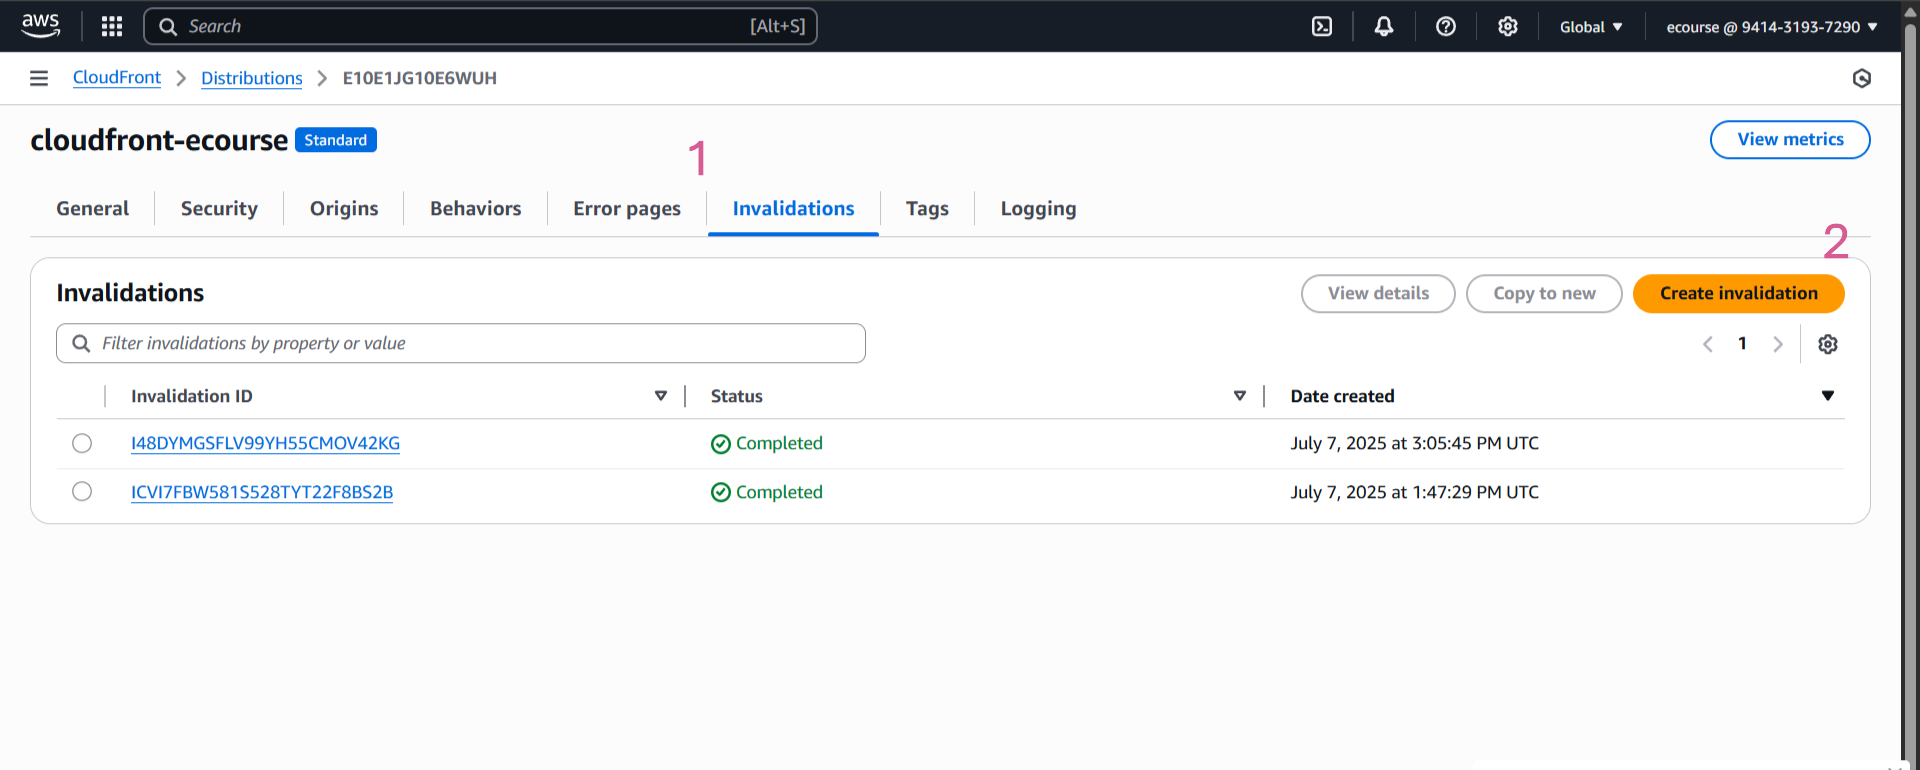 aws Search [Alt+S] Global ecourse @ 9414-3193-7290
CloudFront Distributions E10E1JG10E6WUH
cloudfront-ecourse Standard View metrics
1
General Security Origins Behaviors Error pages Invalidations Tags Logging
2
Invalidations View details Copy to new Create invalidation
Filter invalidations by property or value 1
Invalidation ID Status Date created
I48DYMGSFLV99YH55CMOV42KG Completed July 7, 2025 at 3:05:45 PM UTC
ICVI7FBW581S528TYT22F8BS2B Completed July 7, 2025 at 1:47:29 PM UTC